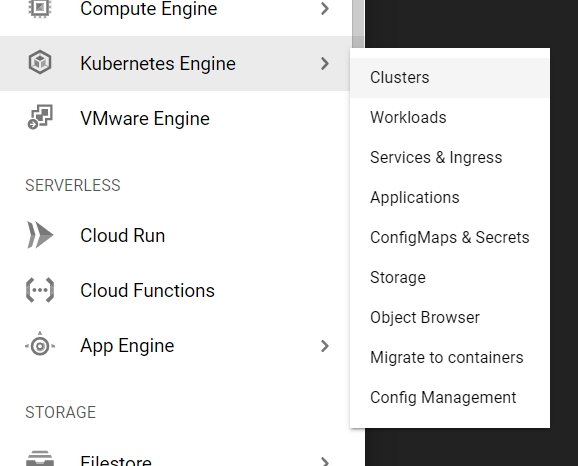 Compute Engine
Kubernetes Engine
VMware Engine
SERVERLESS
Cloud Run
Cloud Functions
App Engine
STORAGE
Filestore
Clusters
Workloads
Services & Ingress
Applications
ConfigMaps & Secrets
Storage
Object Browser
Migrate to containers
Config Management